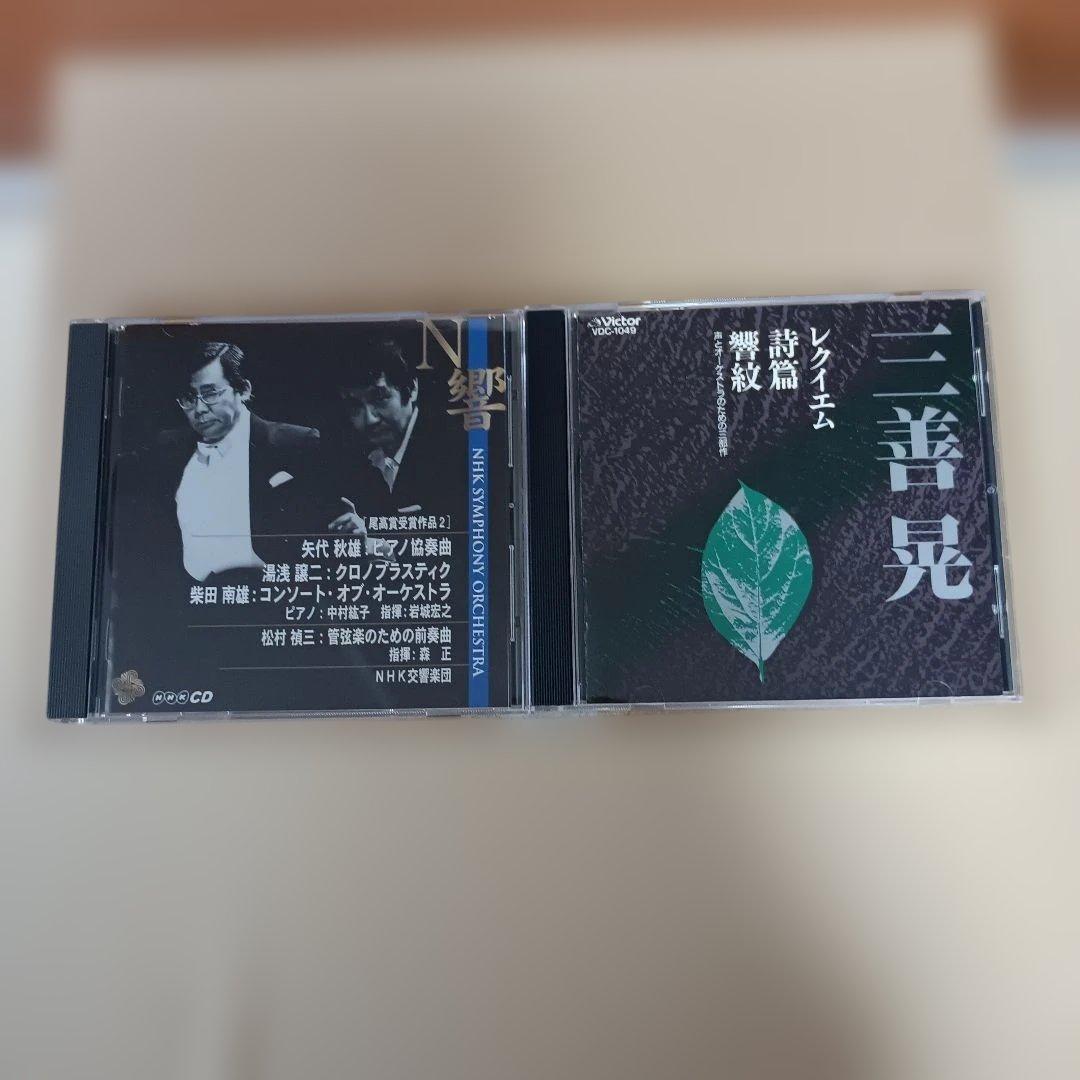 N響
NHK SYMPHONY ORCHESTRA
[尾高賞受賞作品2]
矢代 秋雄:ピアノ協奏曲
湯浅 譲二:クロノプラスティク
柴田 南雄:コンソート・オブ・オーケストラ
ピアノ:中村紘子 指揮:岩城宏之
松村 禎三:管弦楽のための前奏曲
指揮:森 正
NHK交響楽団
NHK CD
Victor
VDC-1049
三善晃
レクイエム
詩篇
響紋
声とオーケストラのための三部作